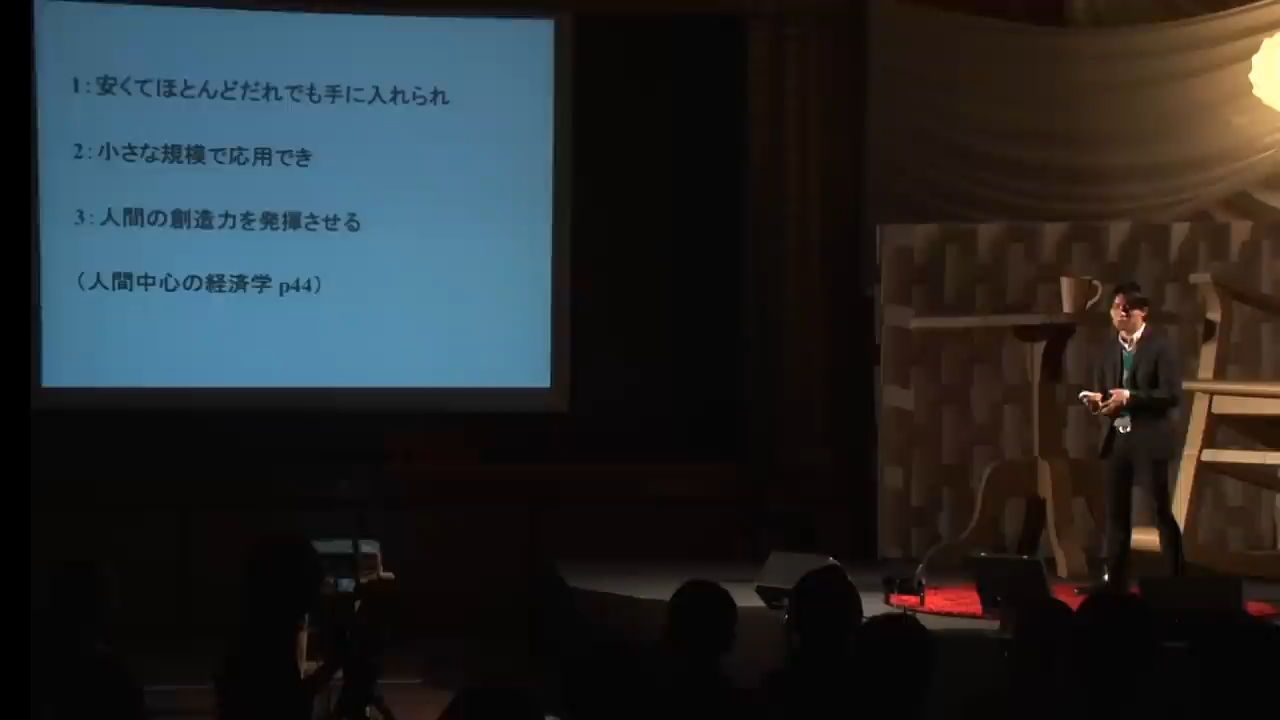 1：安くてほとんどだれでも手に入れられ
2：小さな規模で応用でき
3：人間の創造力を発揮させる
（人間中心の経済学 p44）